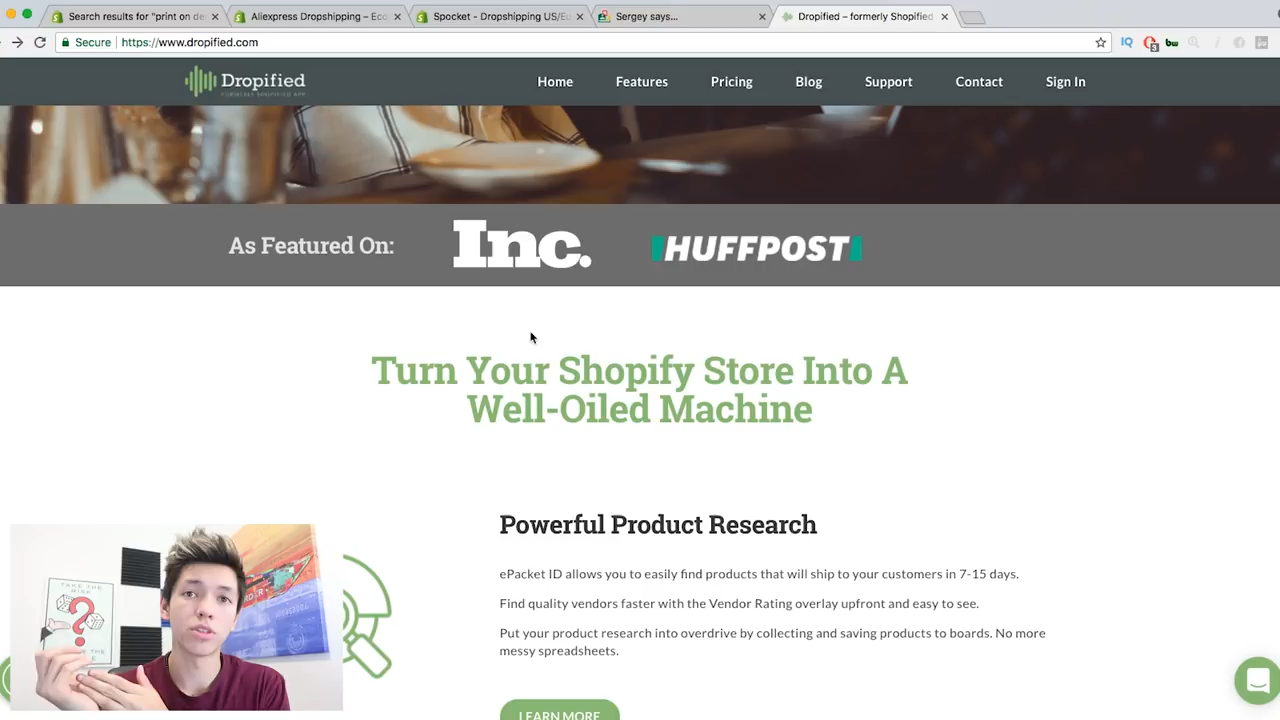 Search results for "print on de
Aliexpress Dropshipping – Eco
Spocket - Dropshipping US/Eu
Sergey says...
Dropified – formerly Shopified
Secure
https://www.dropified.com
IQ
bw
Dropified
FORMERLY SHOPIFIED APP
Home
Features
Pricing
Blog
Support
Contact
Sign In
As Featured On:
Inc.
HUFFPOST
Turn Your Shopify Store Into A
Well-Oiled Machine
Powerful Product Research
ePacket ID allows you to easily find products that will ship to your customers in 7-15 days.
Find quality vendors faster with the Vendor Rating overlay upfront and easy to see.
Put your product research into overdrive by collecting and saving products to boards. No more
messy spreadsheets.
LEARN MORE
TAKE THE
RISK
?